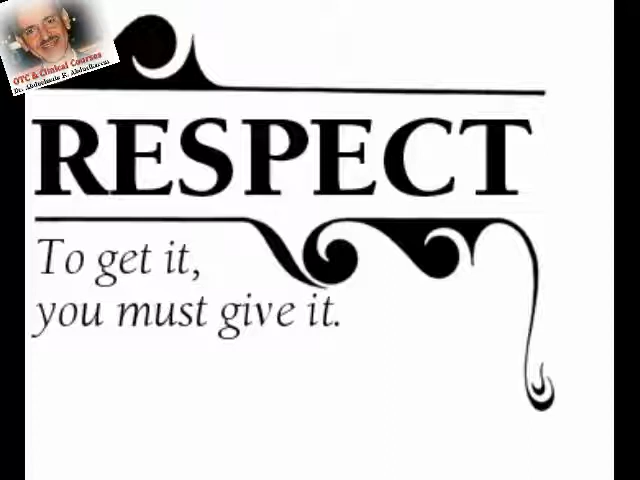 OTC & Clinical Courses
RESPECT
To get it,
you must give it.